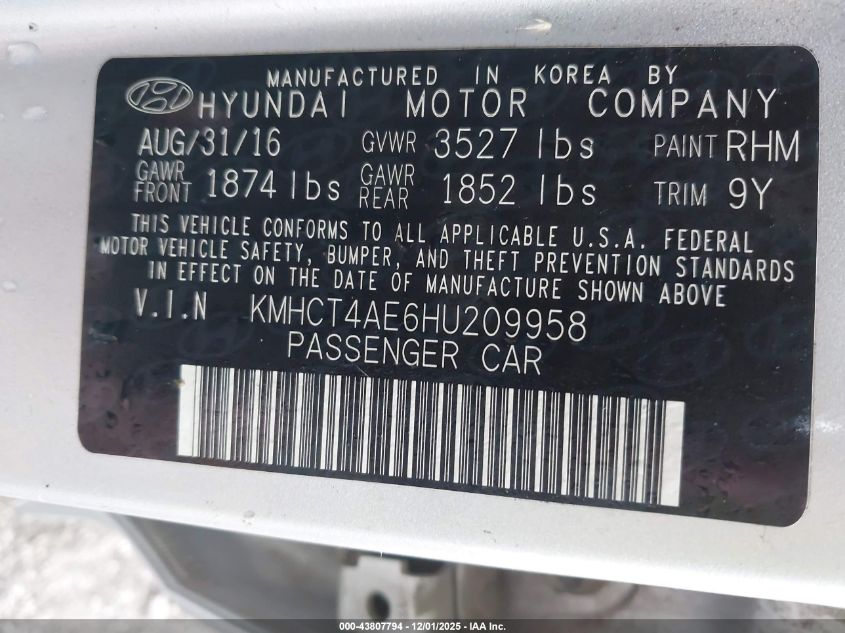 MANUFACTURED IN KOREA BY
HYUNDAI MOTOR COMPANY
AUG/31/16 GVWR 3527 lbs PAINT RHM
GAWR FRONT 1874 lbs GAWR REAR 1852 lbs TRIM 9Y
THIS VEHICLE CONFORMS TO ALL APPLICABLE U.S.A. FEDERAL
MOTOR VEHICLE SAFETY, BUMPER, AND THEFT PREVENTION STANDARDS
IN EFFECT ON THE DATE OF MANUFACTURE SHOWN ABOVE
V.I.N KMHCT4AE6HU209958
PASSENGER CAR
000-43807794 - 12/01/2025 - IAA Inc.